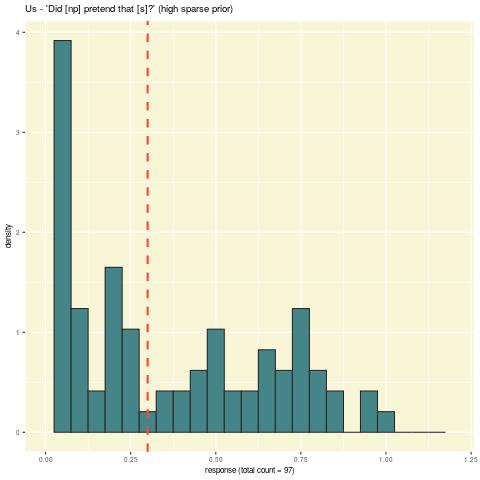 Us - 'Did [np] pretend that [s]?' (high sparse prior)
4
3
2
1
0
density
0.00 0.25 0.50 0.75 1.00 1.25
response (total count = 97)